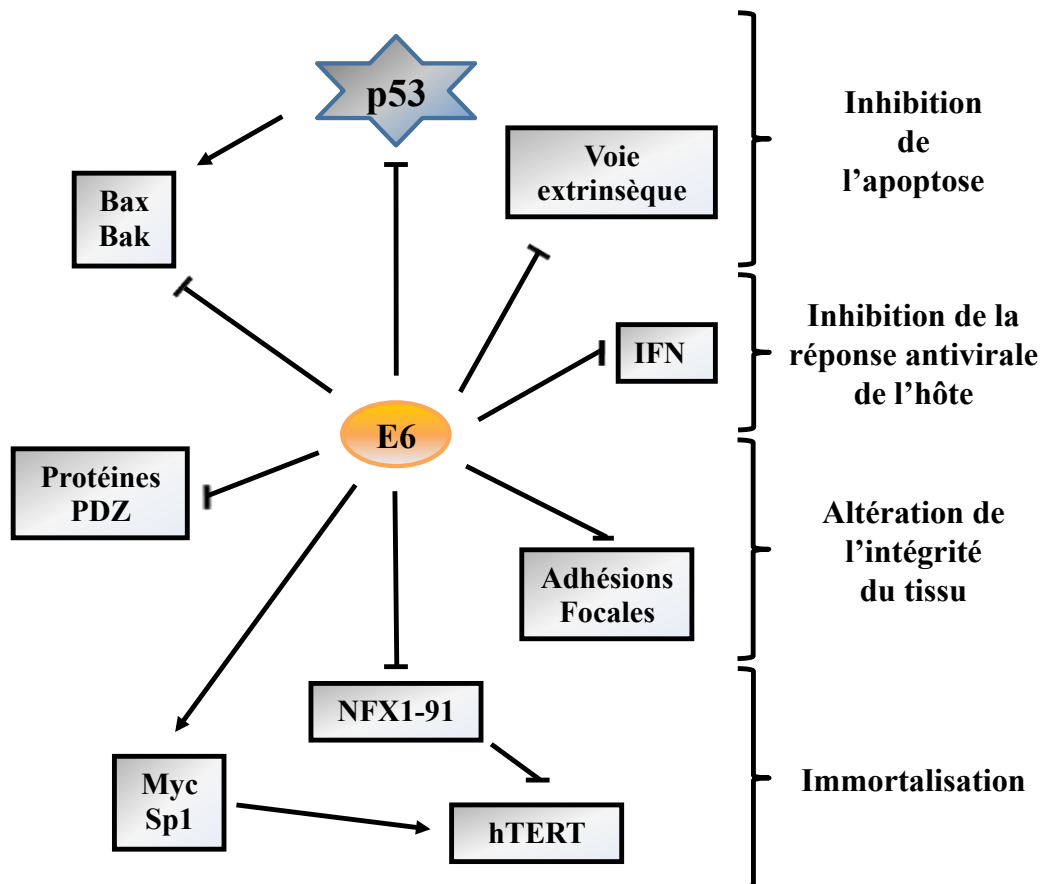 p53
Inhibition
de
l’apoptose
Voie
extrinsèque
Bax
Bak
IFN
Inhibition de la
réponse antivirale
de l’hôte
E6
Protéines
PDZ
Altération de
l’intégrité
du tissu
Adhésions
Focales
NFX1-91
Myc
Sp1
hTERT
Immortalisation